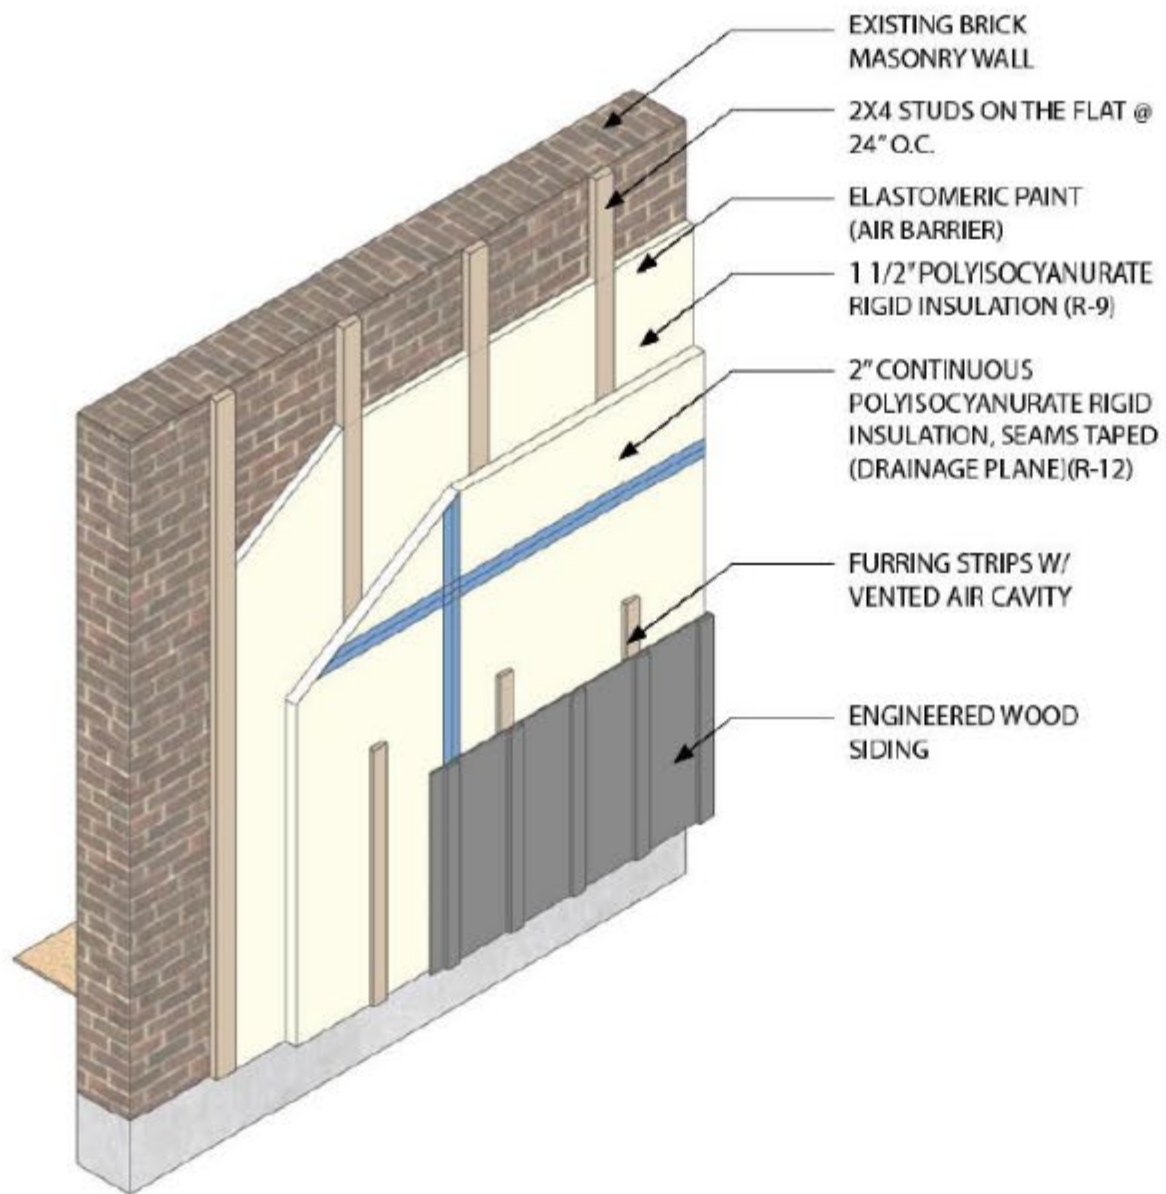 EXISTING BRICK
MASONRY WALL
2X4 STUDS ON THE FLAT @
24" O.C.
ELASTOMERIC PAINT
(AIR BARRIER)
1 1/2" POLYISOCYANURATE
RIGID INSULATION (R-9)
2" CONTINUOUS
POLYISOCYANURATE RIGID
INSULATION, SEAMS TAPED
(DRAINAGE PLANE)(R-12)
FURRING STRIPS W/
VENTED AIR CAVITY
ENGINEERED WOOD
SIDING